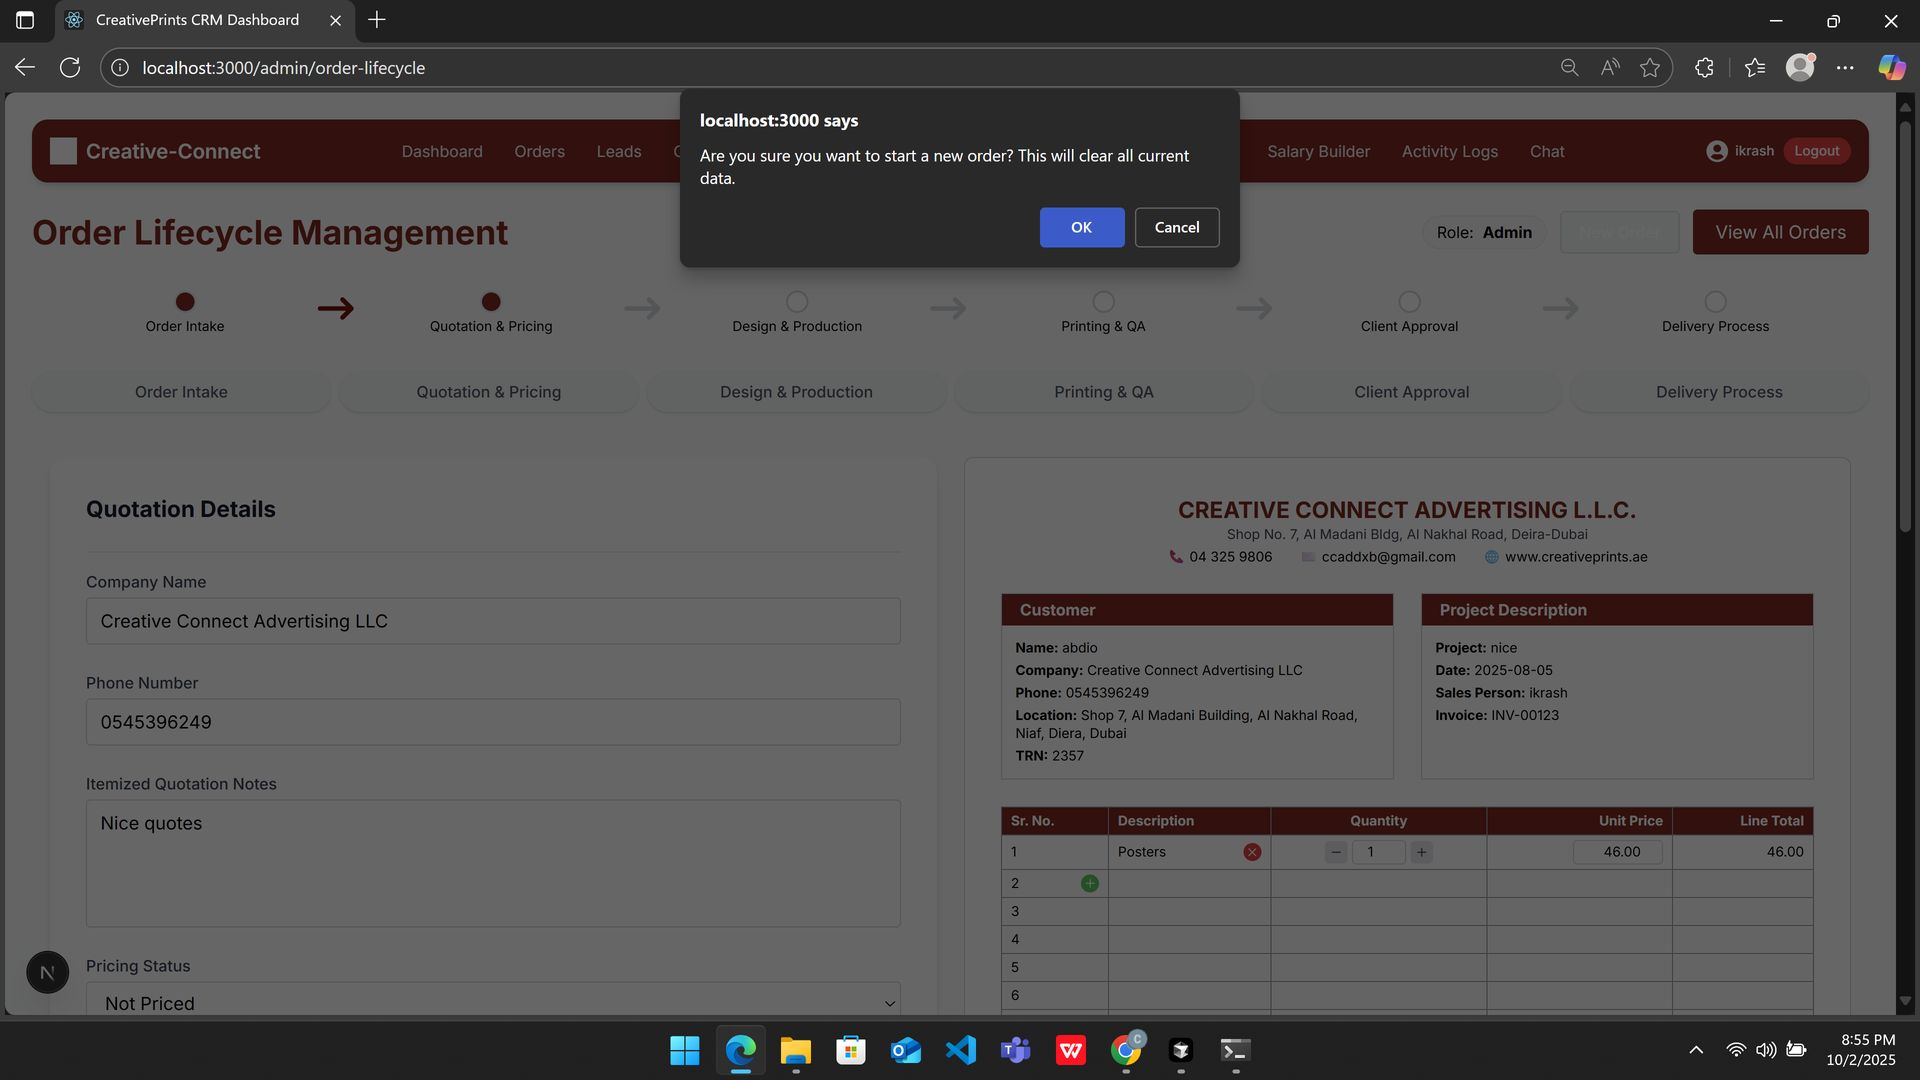 CreativePrints CRM Dashboard
localhost:3000/admin/order-lifecycle
localhost:3000 says
Are you sure you want to start a new order? This will clear all current
data.
OK
Cancel
Creative-Connect
Dashboard
Orders
Leads
C
Salary Builder
Activity Logs
Chat
ikrash
Logout
Order Lifecycle Management
Role: Admin
New Order
View All Orders
Order Intake
Quotation & Pricing
Design & Production
Printing & QA
Client Approval
Delivery Process
Order Intake
Quotation & Pricing
Design & Production
Printing & QA
Client Approval
Delivery Process
Quotation Details
Company Name
Creative Connect Advertising LLC
Phone Number
0545396249
Itemized Quotation Notes
Nice quotes
Pricing Status
Not Priced
N
CREATIVE CONNECT ADVERTISING L.L.C.
Shop No. 7, Al Madani Bldg, Al Nakhal Road, Deira-Dubai
04 325 9806 ccaddxb@gmail.com www.creativeprints.ae
Customer
Name: abdio
Company: Creative Connect Advertising LLC
Phone: 0545396249
Location: Shop 7, Al Madani Building, Al Nakhal Road,
Niaf, Diera, Dubai
TRN: 2357
Project Description
Project: nice
Date: 2025-08-05
Sales Person: ikrash
Invoice: INV-00123
Sr. No. Description Quantity Unit Price Line Total
1 Posters 1 46.00 46.00
2
3
4
5
6
8:55 PM
10/2/2025